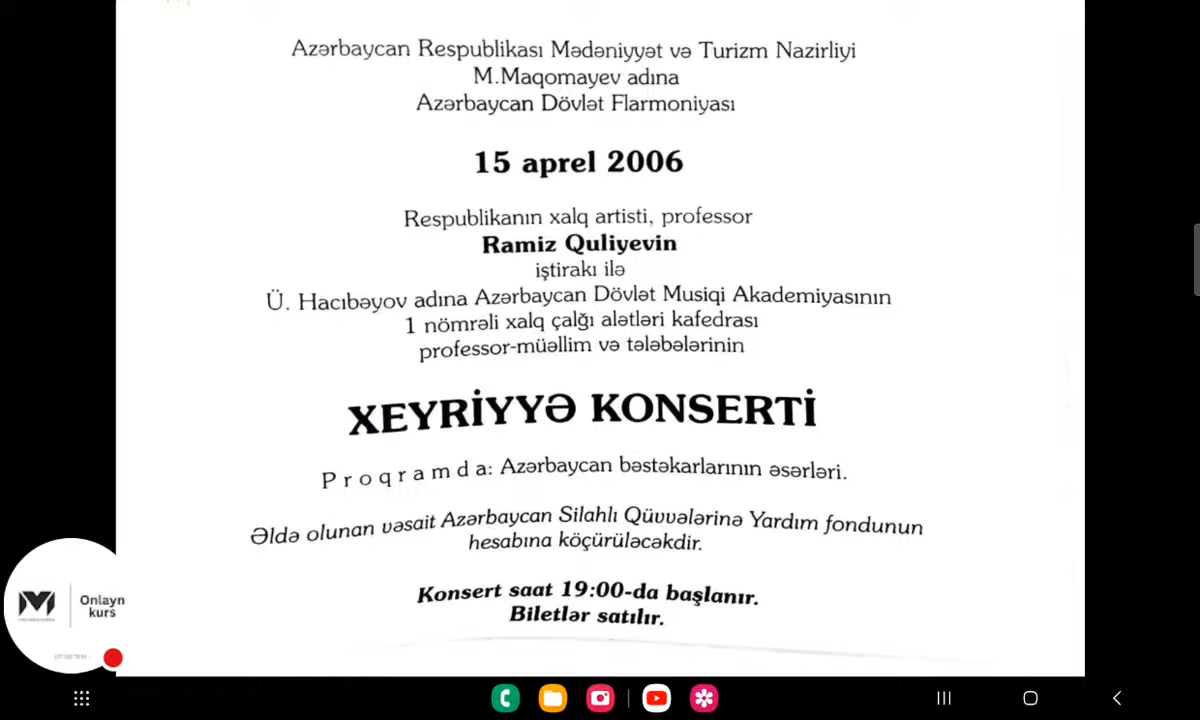 Azərbaycan Respublikası Mədəniyyət və Turizm Nazirliyi
M.Maqomayev adına
Azərbaycan Dövlət Flarmoniyası
15 aprel 2006
Respublikanın xalq artisti, professor
Ramiz Quliyevin
iştirakı ilə
Ü. Hacıbəyov adına Azərbaycan Dövlət Musiqi Akademiyasının
1 nömrəli xalq çalğı alətləri kafedrası
professor-müəllim və tələbələrinin
XEYRİYYƏ KONSERTİ
Proqramda: Azərbaycan bəstəkarlarının əsərləri.
Əldə olunan vəsait Azərbaycan Silahlı Qüvvələrinə Yardım fondunun
hesabına köçürüləcəkdir.
Konsert saat 19:00-da başlanır.
Biletlər satılır.
Onlayn
kurs